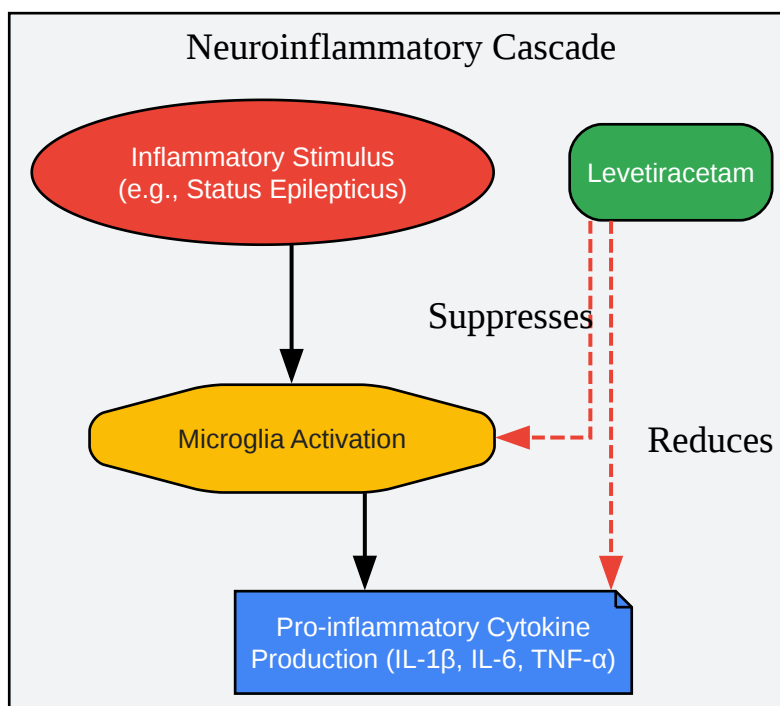 Neuroinflammatory Cascade
Inflammatory Stimulus
(e.g., Status Epilepticus)
Levetiracetam
Suppresses
Microglia Activation
Reduces
Pro-inflammatory Cytokine
Production (IL-1β, IL-6, TNF-α)